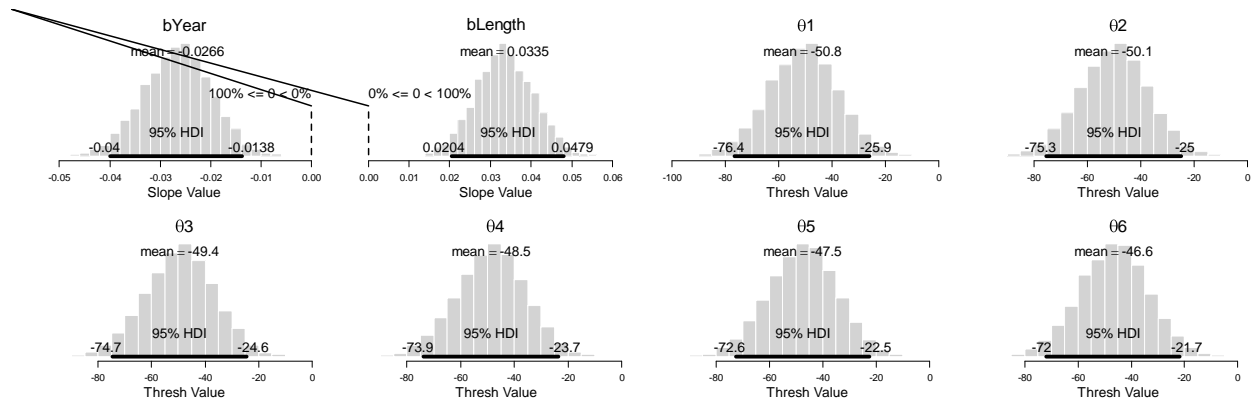 bYear
mean = -0.0266
100% <= 0 < 0%
95% HDI
-0.04
-0.0138
-0.05 -0.04 -0.03 -0.02 -0.01 0.00
Slope Value
bLength
mean = 0.0335
0% <= 0 < 100%
95% HDI
0.0204
0.0479
0.00 0.01 0.02 0.03 0.04 0.05 0.06
Slope Value
θ1
mean = -50.8
95% HDI
-76.4
-25.9
-100 -80 -60 -40 -20 0
Thresh Value
θ2
mean = -50.1
95% HDI
-75.3
-25
-80 -60 -40 -20 0
Thresh Value
θ3
mean = -49.4
95% HDI
-74.7
-24.6
-80 -60 -40 -20 0
Thresh Value
θ4
mean = -48.5
95% HDI
-73.9
-23.7
-80 -60 -40 -20 0
Thresh Value
θ5
mean = -47.5
95% HDI
-72.6
-22.5
-80 -60 -40 -20 0
Thresh Value
θ6
mean = -46.6
95% HDI
-72
-21.7
-80 -60 -40 -20 0
Thresh Value